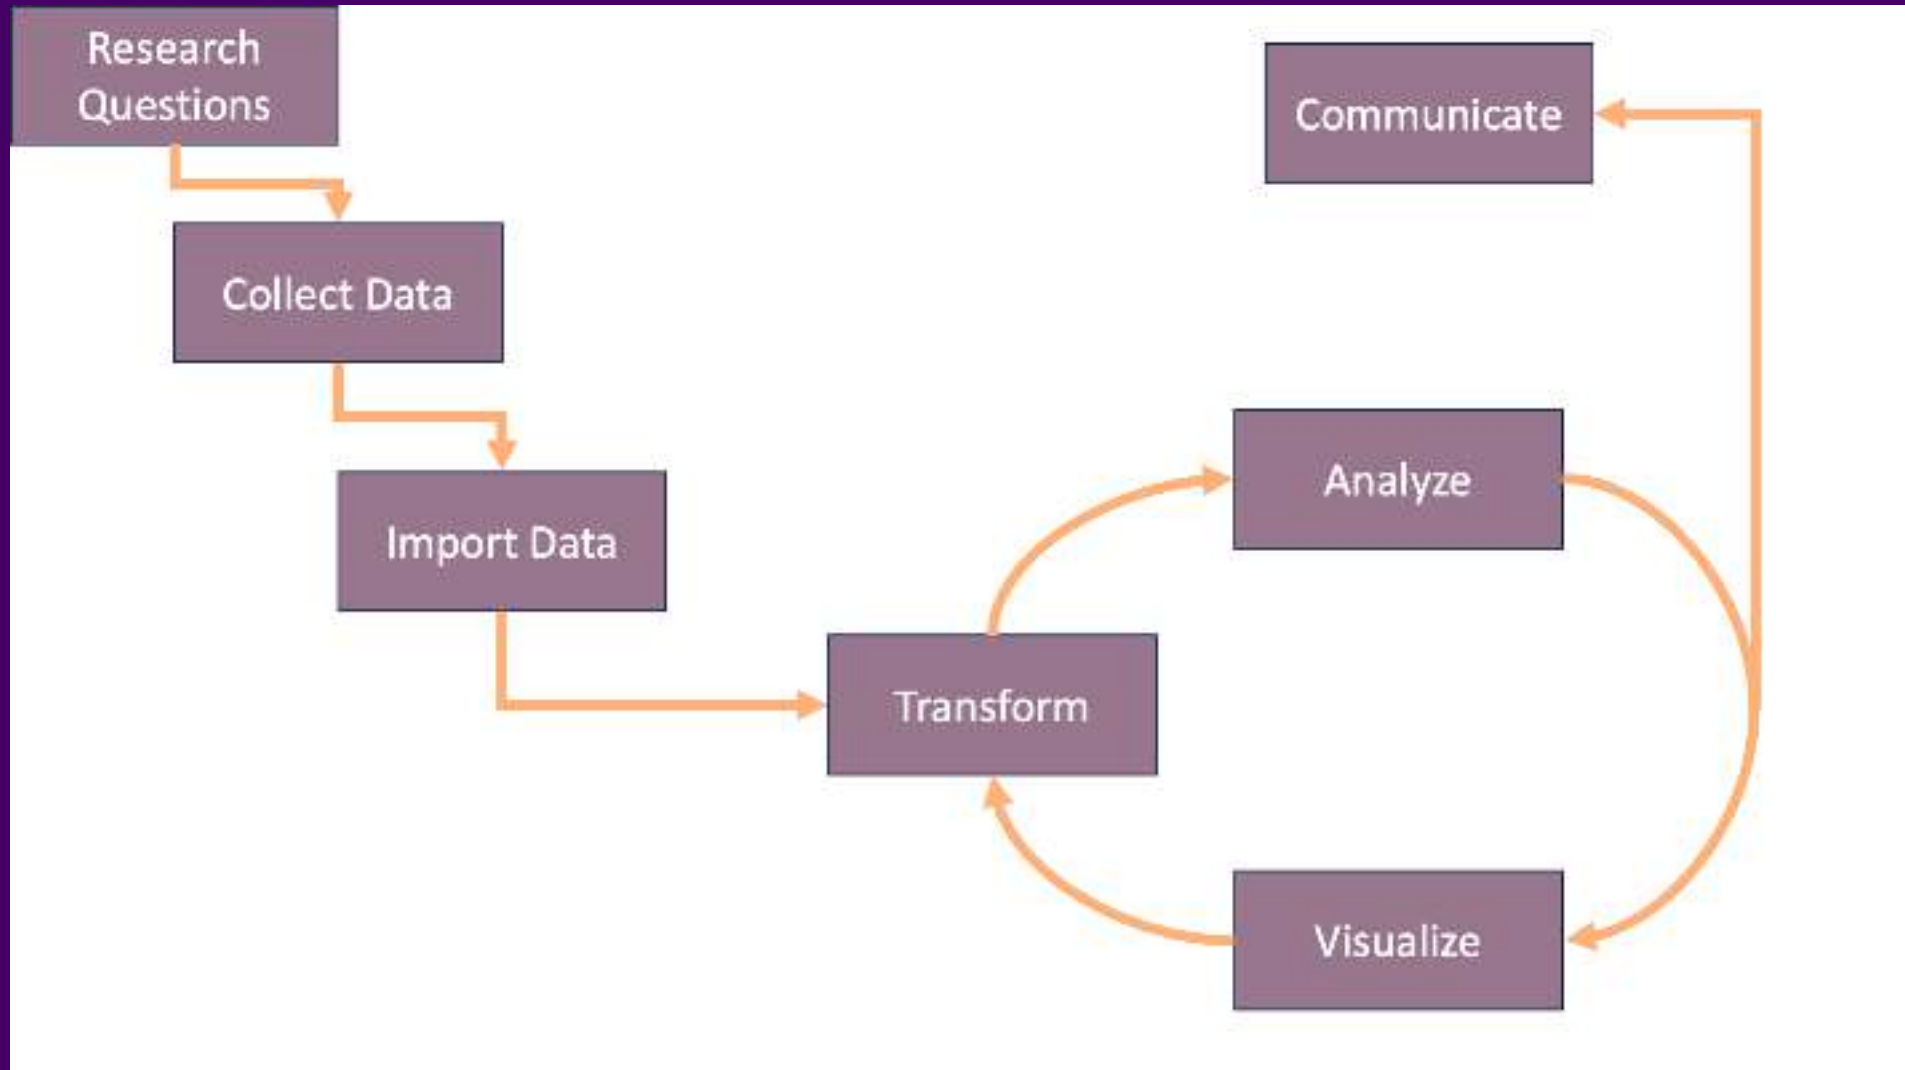 Research
Questions
Collect Data
Import Data
Transform
Analyze
Visualize
Communicate